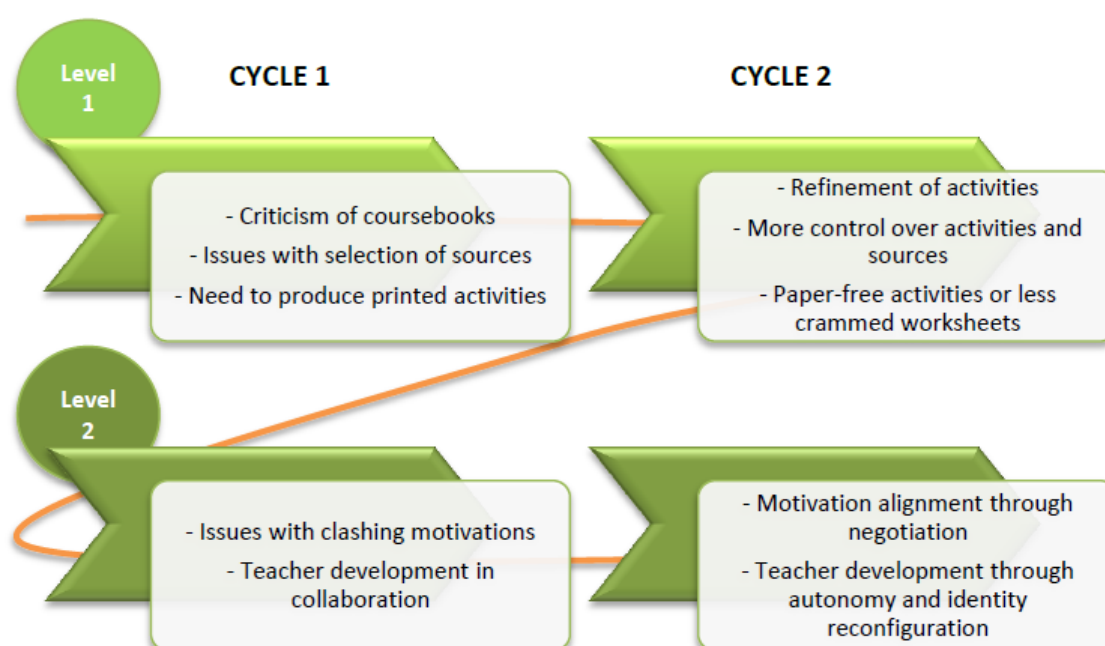 Level
1
CYCLE 1
CYCLE 2
- Criticism of coursebooks
- Issues with selection of sources
- Need to produce printed activities
- Refinement of activities
- More control over activities and
sources
- Paper-free activities or less
crammed worksheets
Level
2
- Issues with clashing motivations
- Teacher development in
collaboration
- Motivation alignment through
negotiation
- Teacher development through
autonomy and identity
reconfiguration